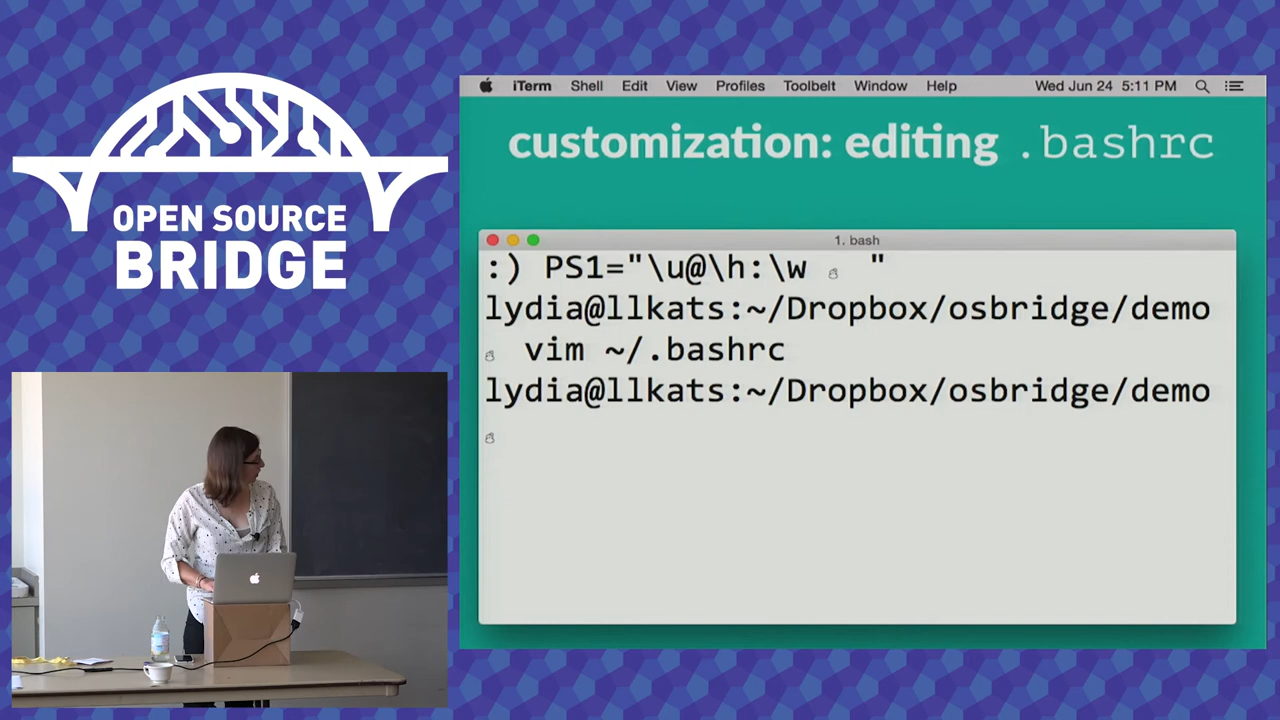 OPEN SOURCE
BRIDGE
iTerm Shell Edit View Profiles Toolbelt Window Help Wed Jun 24 5:11 PM
customization: editing .bashrc
1. bash
:) PS1="\u@\h:\w ☃ "
lydia@llkats:~/Dropbox/osbridge/demo
☃ vim ~/.bashrc
lydia@llkats:~/Dropbox/osbridge/demo
☃